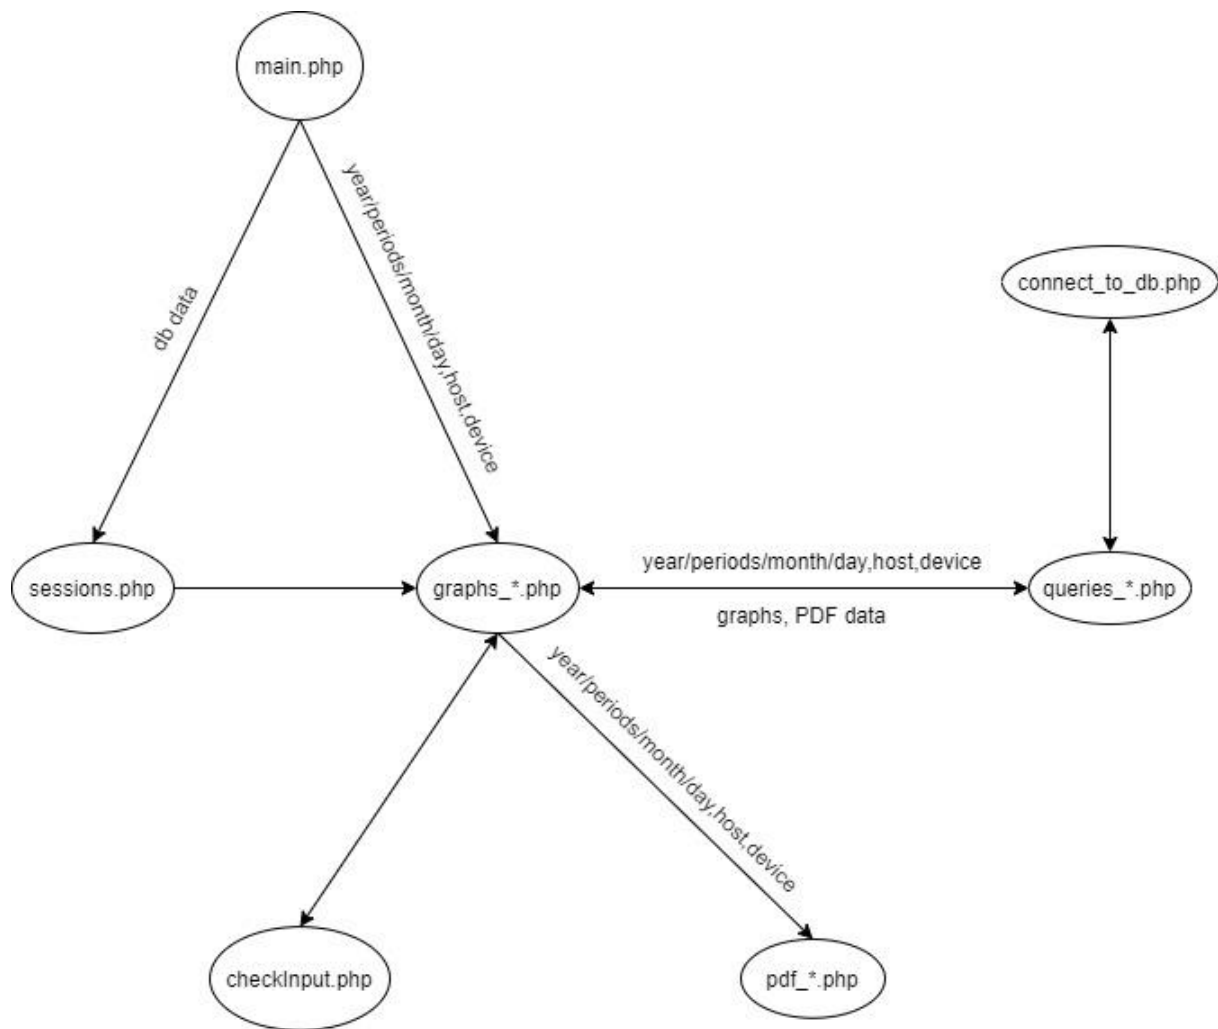 main.php
db data
year/periods/month/day,host,device
connect_to_db.php
sessions.php
graphs_*.php
year/periods/month/day,host,device
graphs, PDF data
queries_*.php
year/periods/month/day,host,device
checkInput.php
pdf_*.php